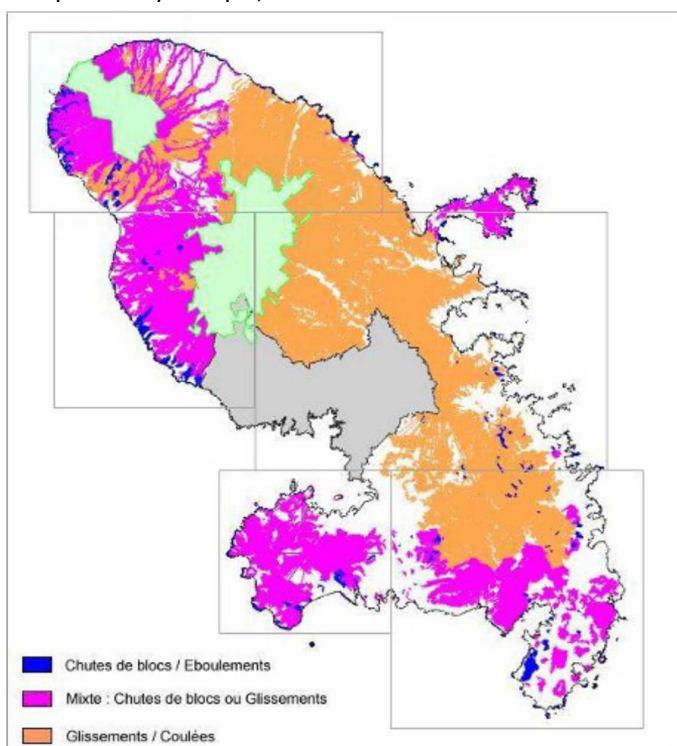 Chutes de blocs / Eboulements
Mixte : Chutes de blocs ou Glissements
Glissements / Coulées